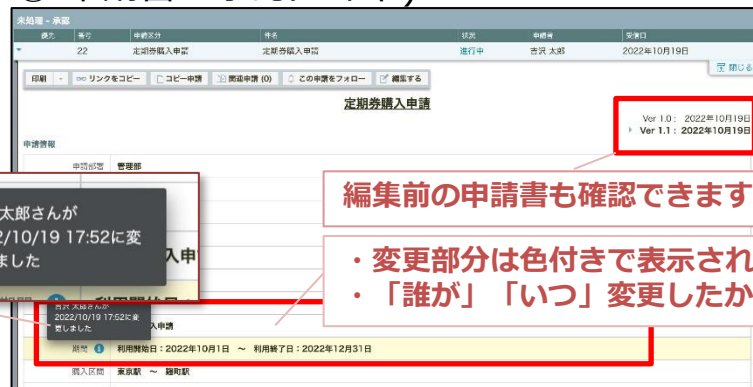 未処理 - 承認
優先 番号 申請区分 件名 状況 申請者 受信日
22 定期券購入申請 定期券購入申請 進行中 吉沢 太郎 2022年10月19日
閉じる
印刷 リンクをコピー コピー申請 関連申請 (0) この申請をフォロー 編集する
定期券購入申請
Ver 1.0： 2022年10月19日
Ver 1.1： 2022年10月19日
申請情報
申請部署 管理部
編集前の申請書も確認できます
太郎さんが
2/10/19 17:52に変
ました
入申
・変更部分は色付きで表示され
・「誰が」「いつ」変更したか
吉沢 太郎さんが
2022/10/19 17:52に変
更しました
入申請
期間 利用開始日：2022年10月1日 ～ 利用終了日：2022年12月31日
購入区間 東京駅 ～ 麹町駅